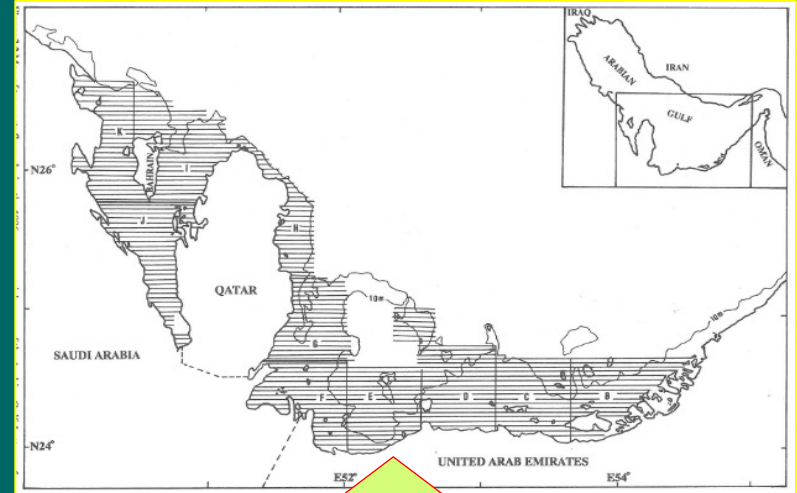 IRAQ
IRAN
ARABIAN
GULF
OMAN
K
BAHRAIN
I
N26°
J
H
QATAR
10m
10m
G
SAUDI ARABIA
F
E
D
C
B
N24°
UNITED ARAB EMIRATES
E52°
E54